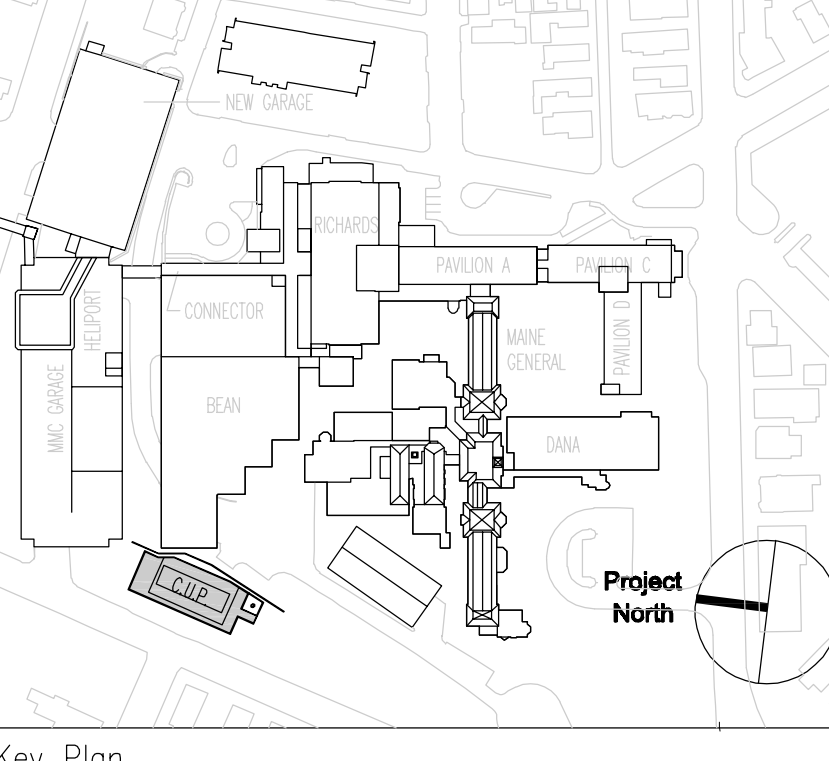 NEW GARAGE
RICHARDS
PAVILION A
PAVILION C
HELIPORT
CONNECTOR
PAVILION D
MAINE
GENERAL
MMC GARAGE
BEAN
DANA
C.U.P.
Project
North
Key Plan